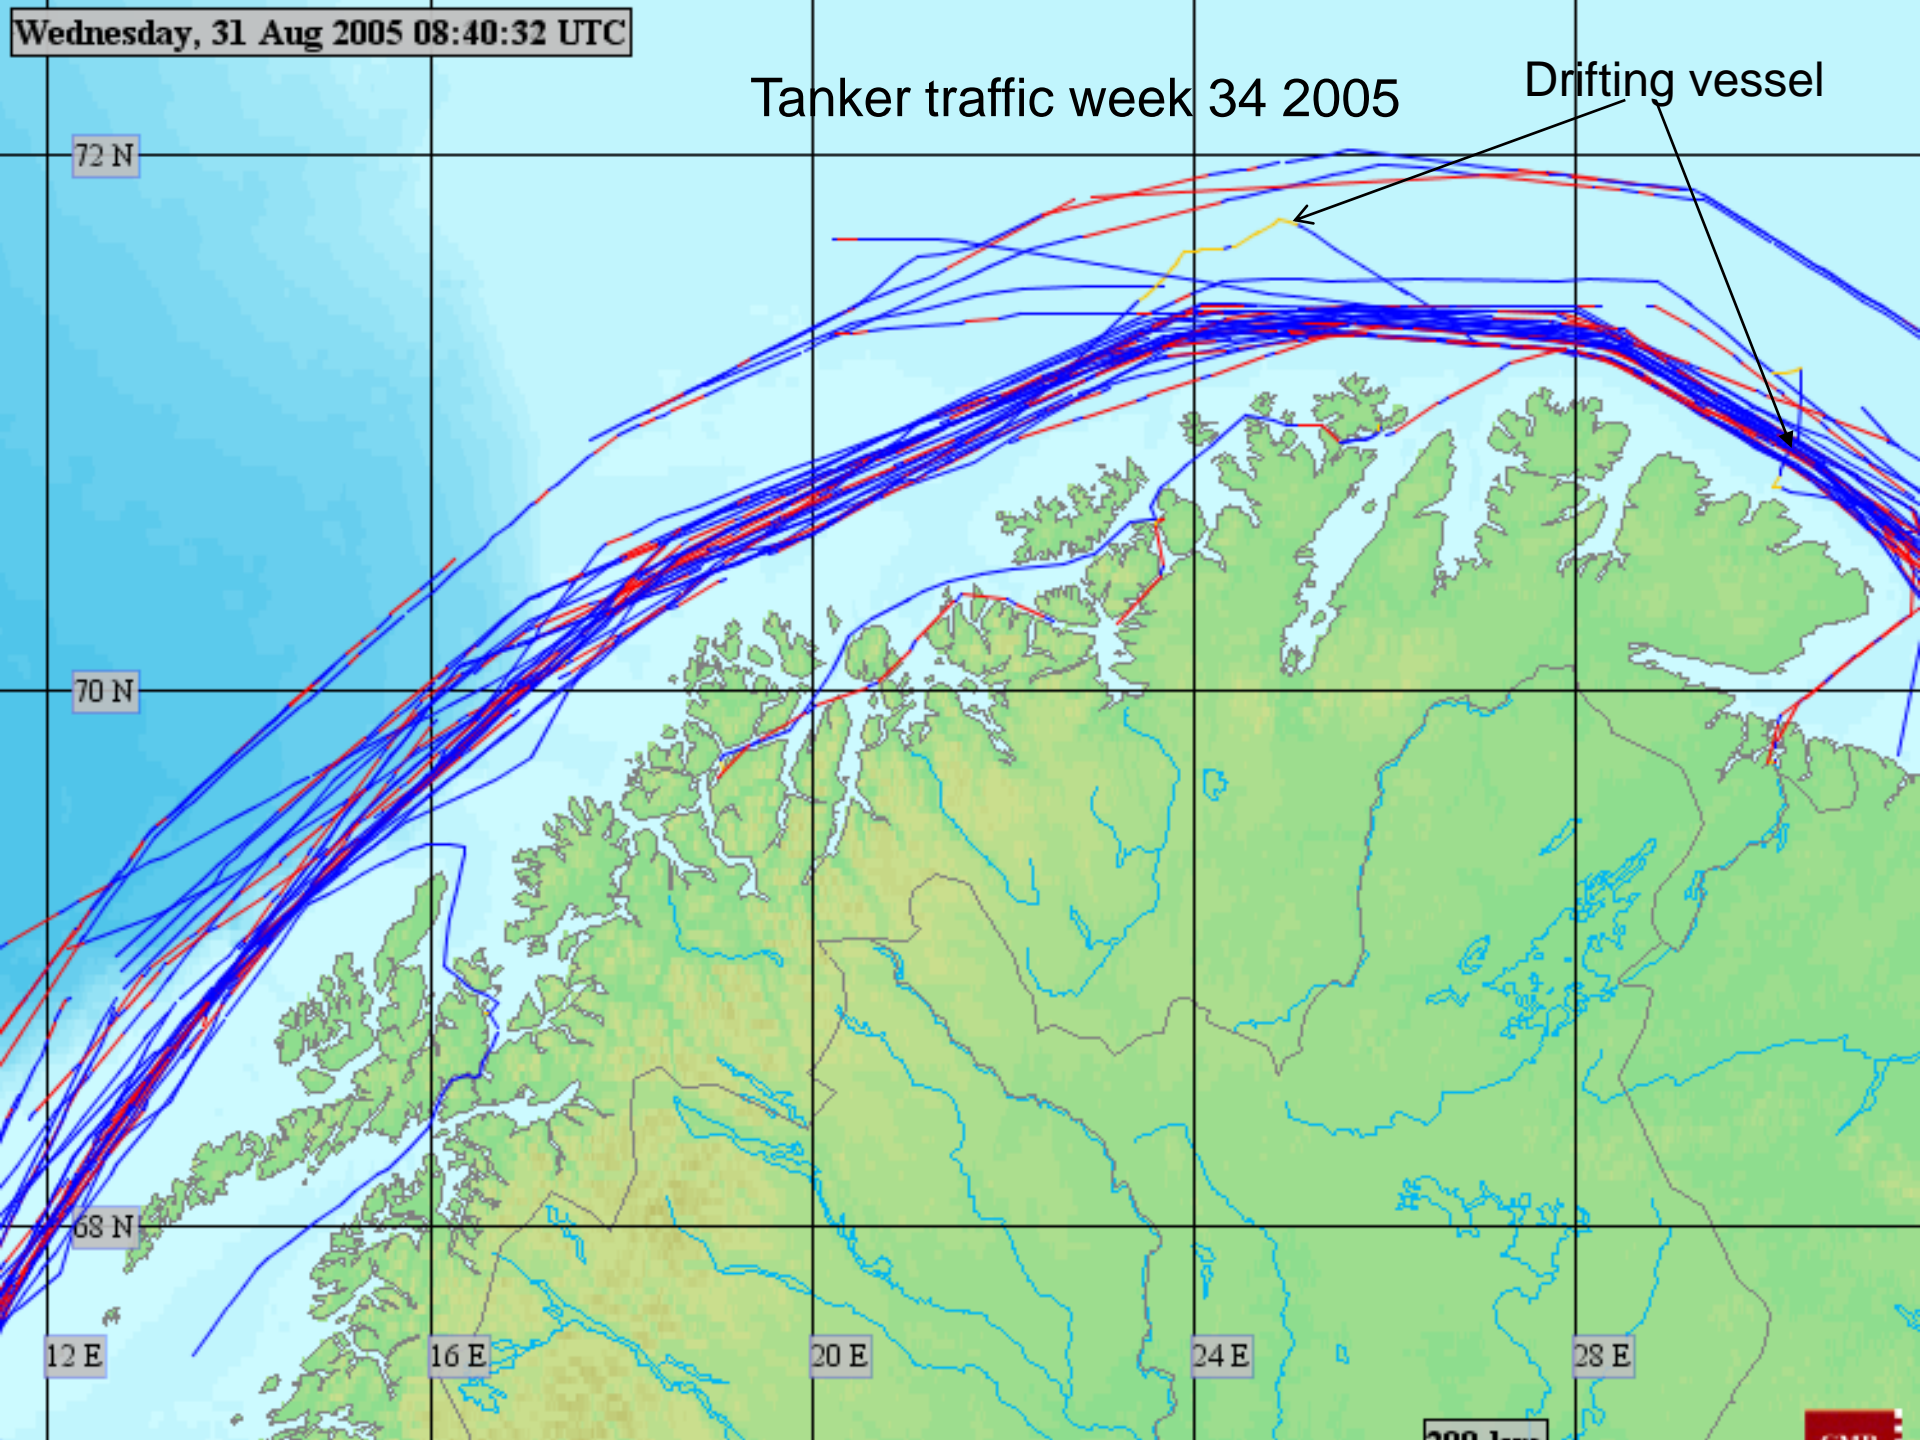 Wednesday, 31 Aug 2005 08:40:32 UTC
Tanker traffic week 34 2005
Drifting vessel
72 N
70 N
68 N
12 E
16 E
20 E
24 E
28 E